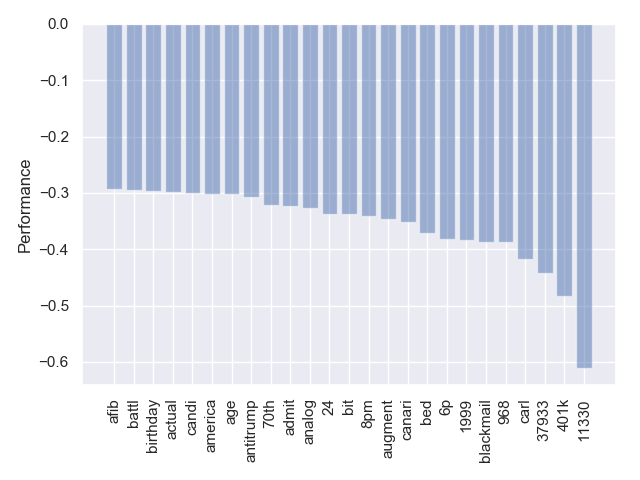 0.0
−0.1
−0.2
−0.3
−0.4
−0.5
−0.6
Performance
afib
battl
birthday
actual
candi
america
age
antitrump
70th
admit
analog
24
bit
8pm
augment
canari
bed
6p
1999
blackmail
968
carl
37933
401k
11330